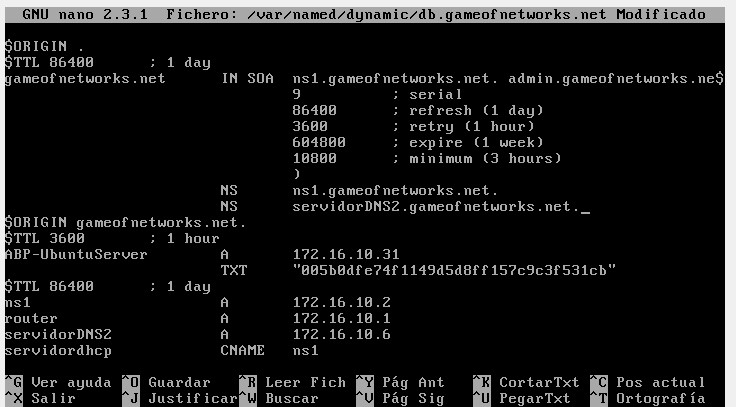 GNU nano 2.3.1 Fichero: /var/named/dynamic/db.gameofnetworks.net Modificado
$ORIGIN .
$TTL 86400 ; 1 day
gameofnetworks.net IN SOA ns1.gameofnetworks.net. admin.gameofnetworks.ne$
9 ; serial
86400 ; refresh (1 day)
3600 ; retry (1 hour)
604800 ; expire (1 week)
10800 ; minimum (3 hours)
)
NS ns1.gameofnetworks.net.
NS servidorDNS2.gameofnetworks.net._
$ORIGIN gameofnetworks.net.
$TTL 3600 ; 1 hour
ABP-UbuntuServer A 172.16.10.31
TXT "005b0dfe74f1149d5d8ff157c9c3f531cb"
$TTL 86400 ; 1 day
ns1 A 172.16.10.2
router A 172.16.10.1
servidorDNS2 A 172.16.10.6
servidordhcp CNAME ns1
^G Ver ayuda ^O Guardar ^R Leer Fich ^Y Pág Ant ^K CortarTxt ^C Pos actual
^X Salir ^J Justificar ^W Buscar ^V Pág Sig ^U PegarTxt ^T Ortografía